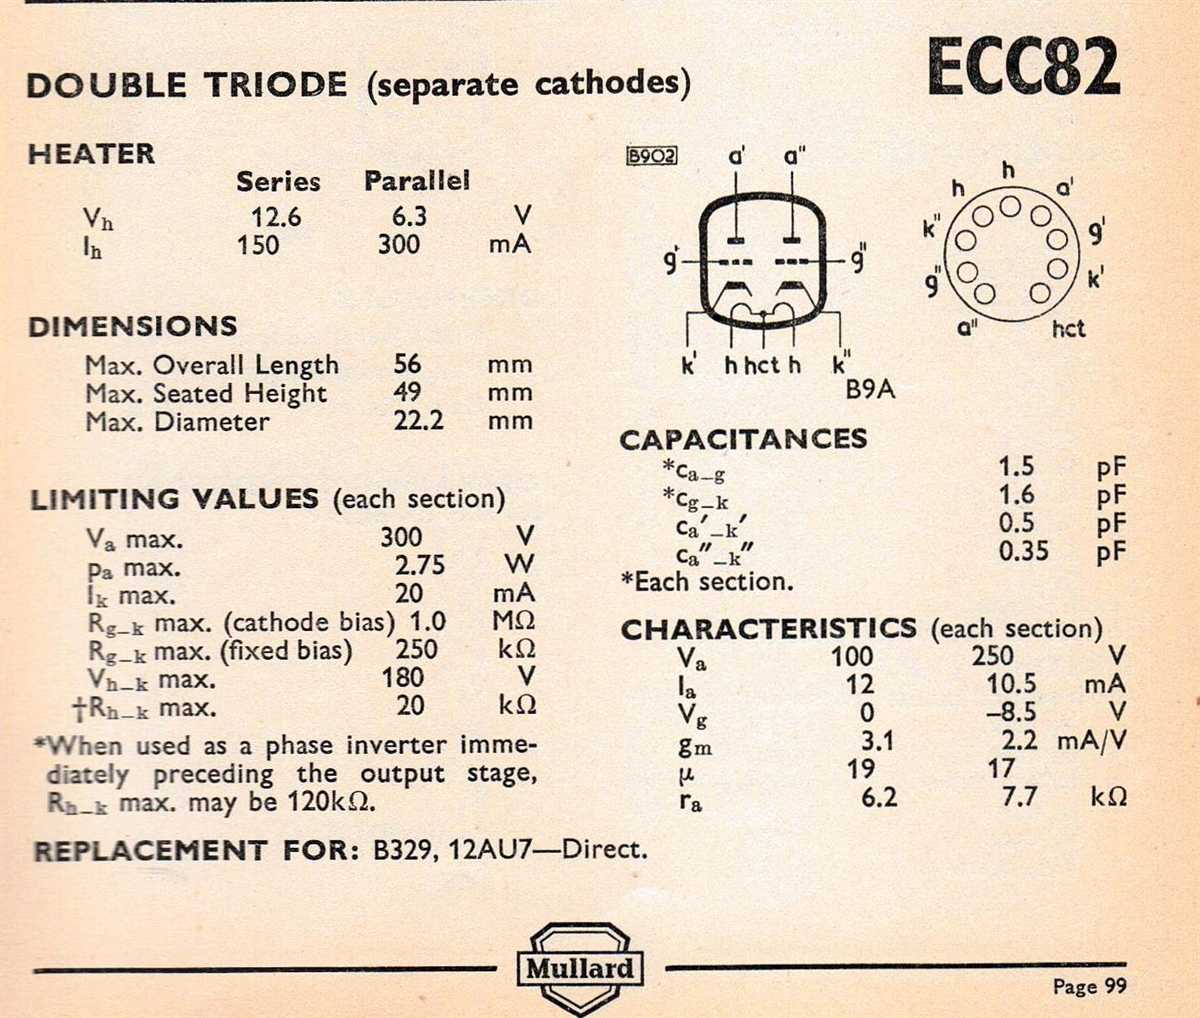 ECC82
DOUBLE TRIODE (separate cathodes)
HEATER
Series Parallel
Vh 12.6 6.3 V
Ih 150 300 mA
DIMENSIONS
Max. Overall Length 56 mm
Max. Seated Height 49 mm
Max. Diameter 22.2 mm
LIMITING VALUES (each section)
Va max. 300 V
pa max. 2.75 W
Ik max. 20 mA
Rg–k max. (cathode bias) 1.0 MΩ
Rg–k max. (fixed bias) 250 kΩ
Vh–k max. 180 V
†Rh–k max. 20 kΩ
*When used as a phase inverter imme-
diately preceding the output stage,
Rh–k max. may be 120kΩ.
B902 a' a"
g' g"
k' h hct h k"
B9A
h
h a'
k" g'
g" k'
a" hct
CAPACITANCES
*ca–g 1.5 pF
*cg–k 1.6 pF
ca'–k' 0.5 pF
ca"–k" 0.35 pF
*Each section.
CHARACTERISTICS (each section)
Va 100 250 V
Ia 12 10.5 mA
Vg 0 –8.5 V
gm 3.1 2.2 mA/V
μ 19 17
ra 6.2 7.7 kΩ
REPLACEMENT FOR: B329, 12AU7—Direct.
Mullard
Page 99